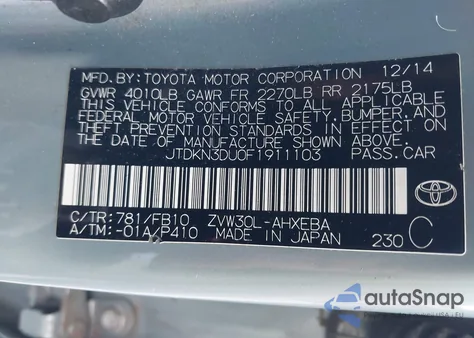 MFD. BY: TOYOTA MOTOR CORPORATION 12/14
GVWR 4010LB GAWR FR 2270LB RR 2175LB
THIS VEHICLE CONFORMS TO ALL APPLICABLE
FEDERAL MOTOR VEHICLE SAFETY, BUMPER, AND
THEFT PREVENTION STANDARDS IN EFFECT ON
THE DATE OF MANUFACTURE SHOWN ABOVE.
JTDKN3DU0F1911103 PASS.CAR
C/TR: 781/FB10 ZVW30L-AHXEBA
A/TM: -01A/P410 MADE IN JAPAN 230 C
TOYOTA
autoSnap